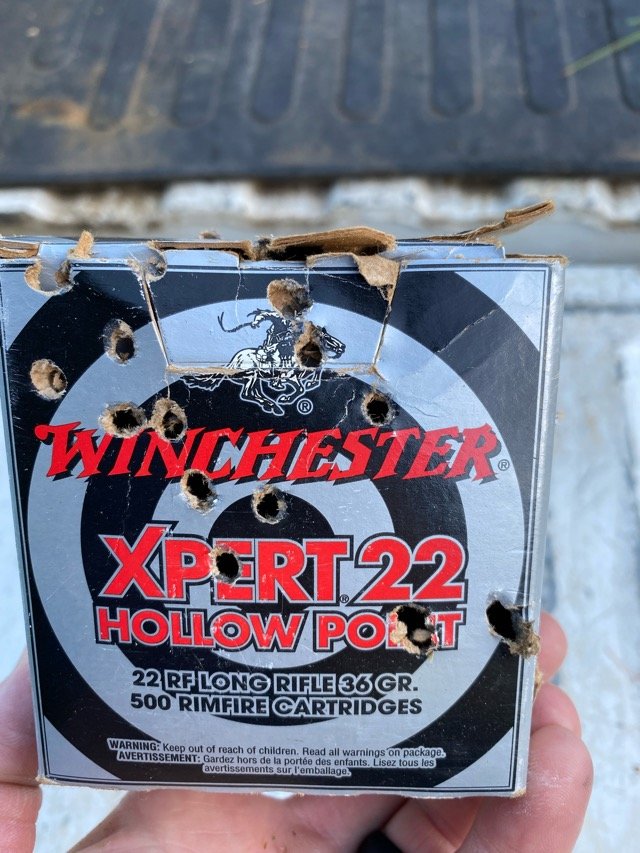 ®
WINCHESTER®
XPERT®22
HOLLOW POINT
22 RF LONG RIFLE 36 GR.
500 RIMFIRE CARTRIDGES
WARNING: Keep out of reach of children. Read all warnings on package.
AVERTISSEMENT: Gardez hors de la portée des enfants. Lisez tous les
avertissements sur l'emballage.